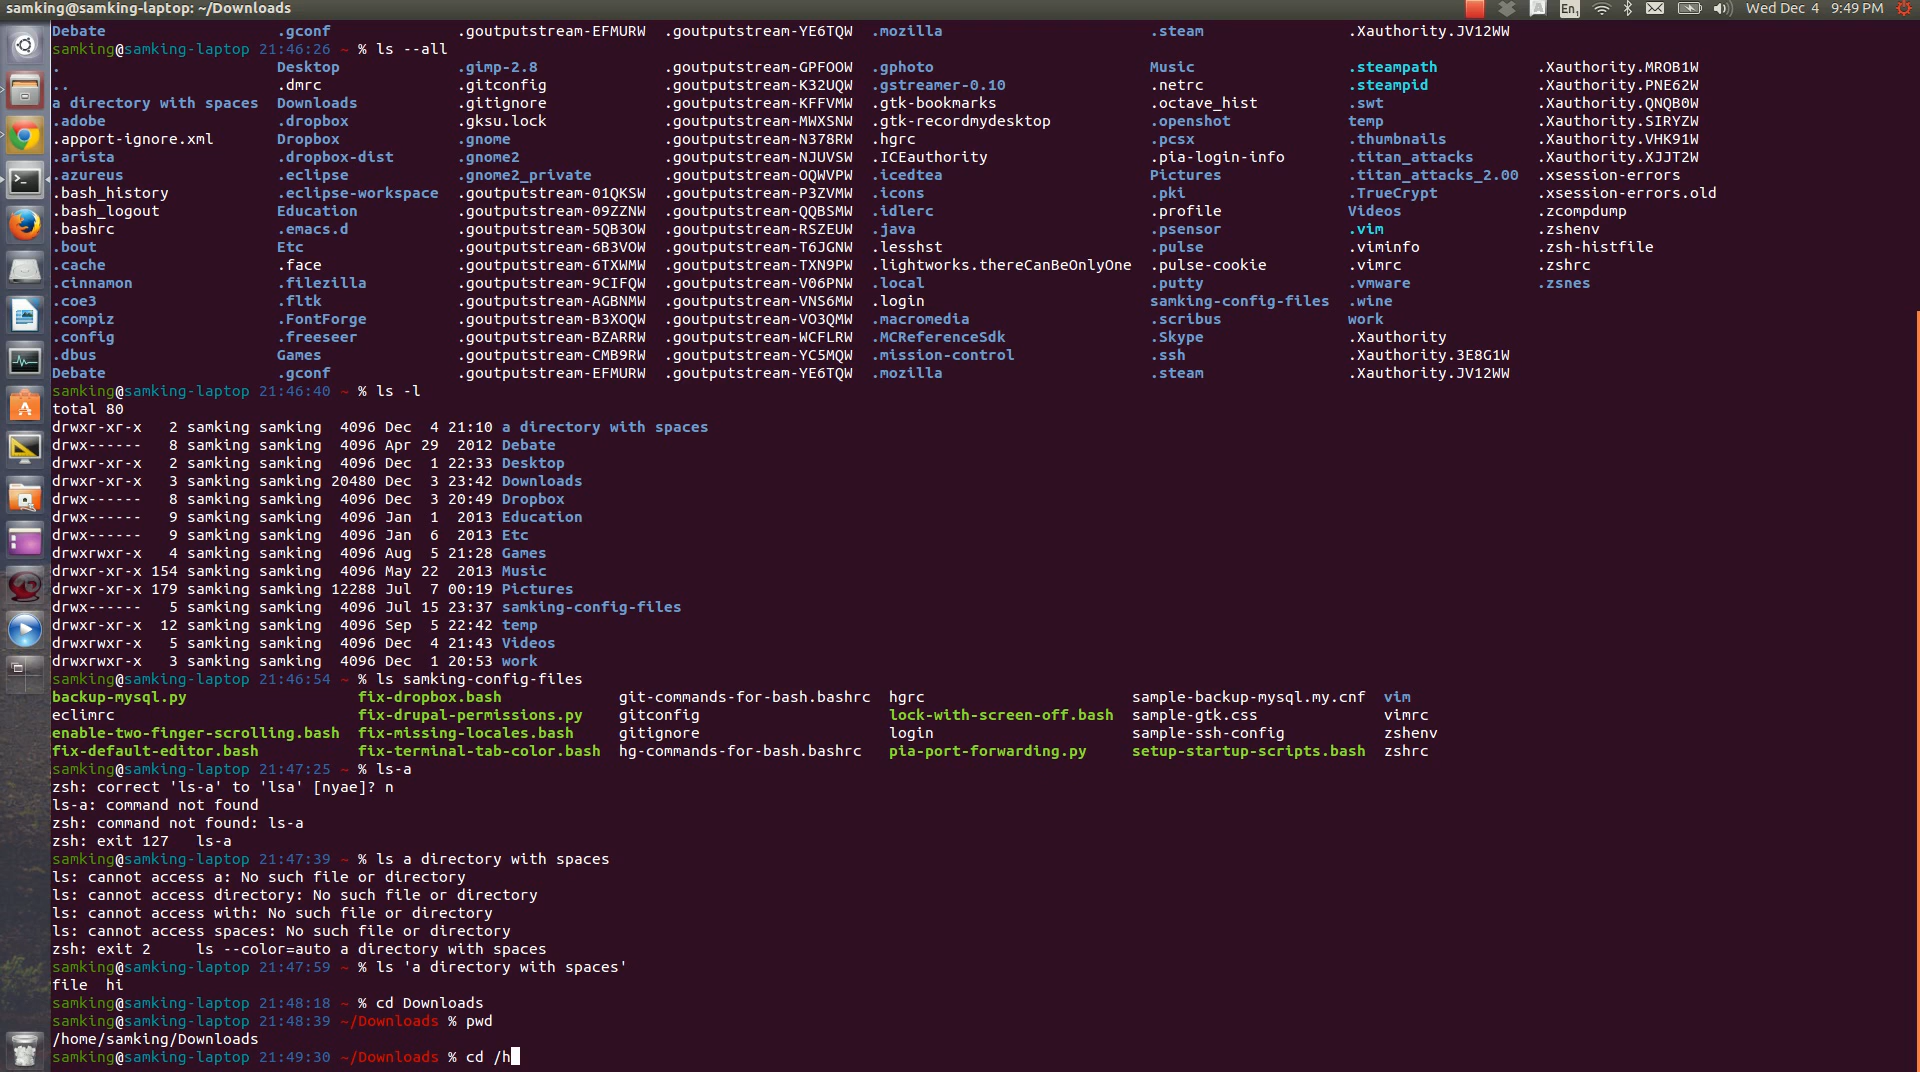 samking@samking-laptop: ~/Downloads En1 Wed Dec 4 9:49 PM
Debate .gconf .goutputstream-EFMURW .goutputstream-YE6TQW .mozilla .steam .Xauthority.JV12WW
samking@samking-laptop 21:46:26 ~ % ls --all
. Desktop .gimp-2.8 .goutputstream-GPFOOW .gphoto Music .steampath .Xauthority.MROB1W
.. .dmrc .gitconfig .goutputstream-K32UQW .gstreamer-0.10 .netrc .steampid .Xauthority.PNE62W
a directory with spaces Downloads .gitignore .goutputstream-KFFVMW .gtk-bookmarks .octave_hist .swt .Xauthority.QNQB0W
.adobe .dropbox .gksu.lock .goutputstream-MWXSNW .gtk-recordmydesktop .openshot temp .Xauthority.SIRYZW
.apport-ignore.xml Dropbox .gnome .goutputstream-N378RW .hgrc .pcsx .thumbnails .Xauthority.VHK91W
.arista .dropbox-dist .gnome2 .goutputstream-NJUVSW .ICEauthority .pia-login-info .titan_attacks .Xauthority.XJJT2W
.azureus .eclipse .gnome2_private .goutputstream-OQWVPW .icedtea Pictures .titan_attacks_2.00 .xsession-errors
.bash_history .eclipse-workspace .goutputstream-01QKSW .goutputstream-P3ZVMW .icons .pki .TrueCrypt .xsession-errors.old
.bash_logout Education .goutputstream-09ZZNW .goutputstream-QQBSMW .idlerc .profile Videos .zcompdump
.bashrc .emacs.d .goutputstream-5QB3OW .goutputstream-RSZEUW .java .psensor .vim .zshenv
.bout Etc .goutputstream-6B3VOW .goutputstream-T6JGNW .lesshst .pulse .viminfo .zsh-histfile
.cache .face .goutputstream-6TXWMW .goutputstream-TXN9PW .lightworks.thereCanBeOnlyOne .pulse-cookie .vimrc .zshrc
.cinnamon .filezilla .goutputstream-9CIFQW .goutputstream-V06PNW .local .putty .vmware .zsnes
.coe3 .fltk .goutputstream-AGBNMW .goutputstream-VNS6MW .login samking-config-files .wine
.compiz .FontForge .goutputstream-B3XOQW .goutputstream-VO3QMW .macromedia .scribus work
.config .freeseer .goutputstream-BZARRW .goutputstream-WCFLRW .MCReferenceSdk .Skype .Xauthority
.dbus Games .goutputstream-CMB9RW .goutputstream-YC5MQW .mission-control .ssh .Xauthority.3E8G1W
Debate .gconf .goutputstream-EFMURW .goutputstream-YE6TQW .mozilla .steam .Xauthority.JV12WW
samking@samking-laptop 21:46:40 ~ % ls -l
total 80
drwxr-xr-x 2 samking samking 4096 Dec 4 21:10 a directory with spaces
drwx------ 8 samking samking 4096 Apr 29 2012 Debate
drwxr-xr-x 2 samking samking 4096 Dec 1 22:33 Desktop
drwxr-xr-x 3 samking samking 20480 Dec 3 23:42 Downloads
drwx------ 8 samking samking 4096 Dec 3 20:49 Dropbox
drwx------ 9 samking samking 4096 Jan 1 2013 Education
drwx------ 9 samking samking 4096 Jan 6 2013 Etc
drwxrwxr-x 4 samking samking 4096 Aug 5 21:28 Games
drwxr-xr-x 154 samking samking 4096 May 22 2013 Music
drwxr-xr-x 179 samking samking 12288 Jul 7 00:19 Pictures
drwx------ 5 samking samking 4096 Jul 15 23:37 samking-config-files
drwxr-xr-x 12 samking samking 4096 Sep 5 22:42 temp
drwxrwxr-x 5 samking samking 4096 Dec 4 21:43 Videos
drwxrwxr-x 3 samking samking 4096 Dec 1 20:53 work
samking@samking-laptop 21:46:54 ~ % ls samking-config-files
backup-mysql.py fix-dropbox.bash git-commands-for-bash.bashrc hgrc sample-backup-mysql.my.cnf vim
eclimrc fix-drupal-permissions.py gitconfig lock-with-screen-off.bash sample-gtk.css vimrc
enable-two-finger-scrolling.bash fix-missing-locales.bash gitignore login sample-ssh-config zshenv
fix-default-editor.bash fix-terminal-tab-color.bash hg-commands-for-bash.bashrc pia-port-forwarding.py setup-startup-scripts.bash zshrc
samking@samking-laptop 21:47:25 ~ % ls-a
zsh: correct 'ls-a' to 'lsa' [nyae]? n
ls-a: command not found
zsh: command not found: ls-a
zsh: exit 127 ls-a
samking@samking-laptop 21:47:39 ~ % ls a directory with spaces
ls: cannot access a: No such file or directory
ls: cannot access directory: No such file or directory
ls: cannot access with: No such file or directory
ls: cannot access spaces: No such file or directory
zsh: exit 2 ls --color=auto a directory with spaces
samking@samking-laptop 21:47:59 ~ % ls 'a directory with spaces'
file hi
samking@samking-laptop 21:48:18 ~ % cd Downloads
samking@samking-laptop 21:48:39 ~/Downloads % pwd
/home/samking/Downloads
samking@samking-laptop 21:49:30 ~/Downloads % cd /h